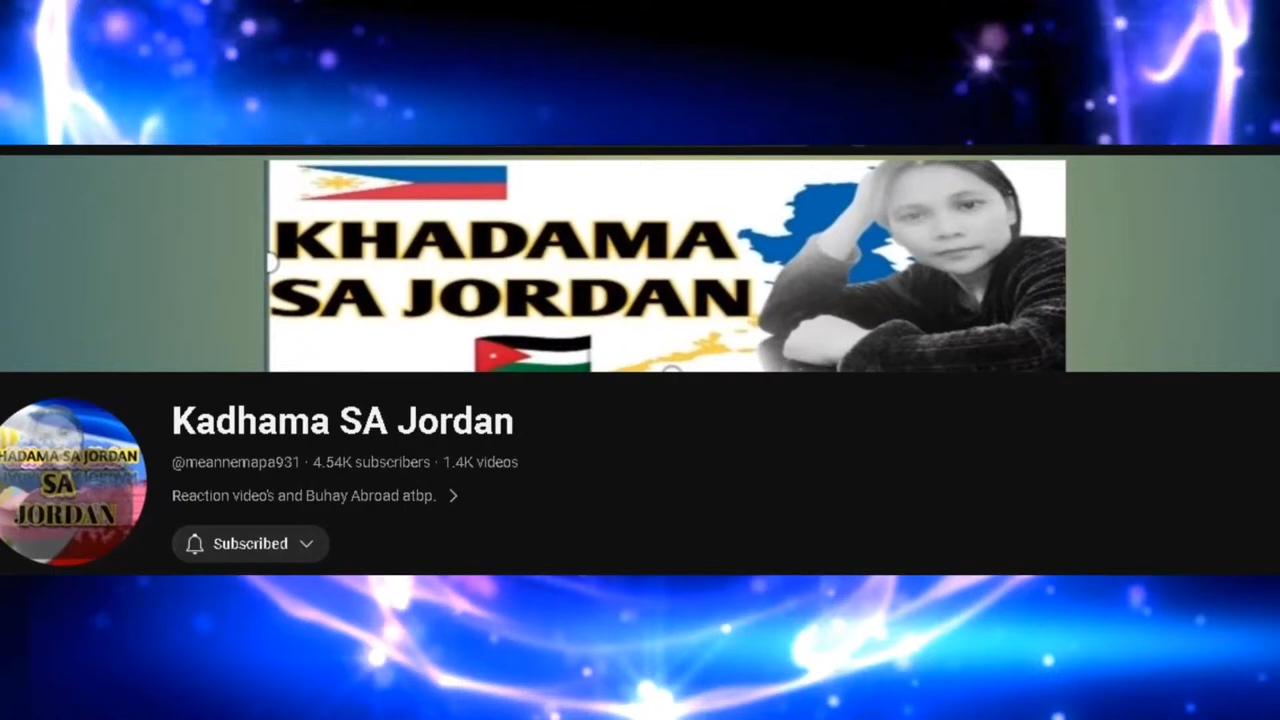 KHADAMA
SA JORDAN
Kadhama SA Jordan
@meannemapa931 · 4.54K subscribers · 1.4K videos
Reaction video's and Buhay Abroad atbp.
Subscribed
HADAMA SA JORDAN
SA
JORDAN